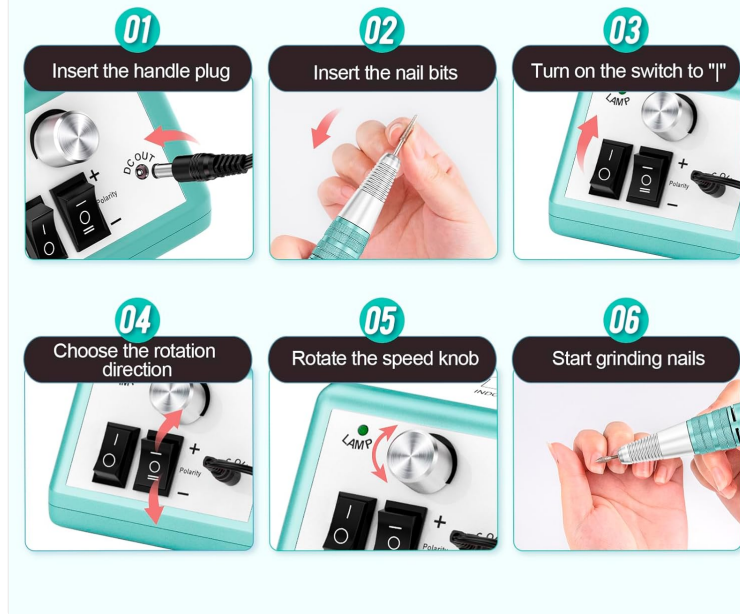 01
Insert the handle plug
DC OUT
+
Polarity
−
02
Insert the nail bits
03
Turn on the switch to "|"
LAMP
+
Polarity
−
04
Choose the rotation
direction
+
Polarity
−
05
Rotate the speed knob
LAMP
+
06
Start grinding nails